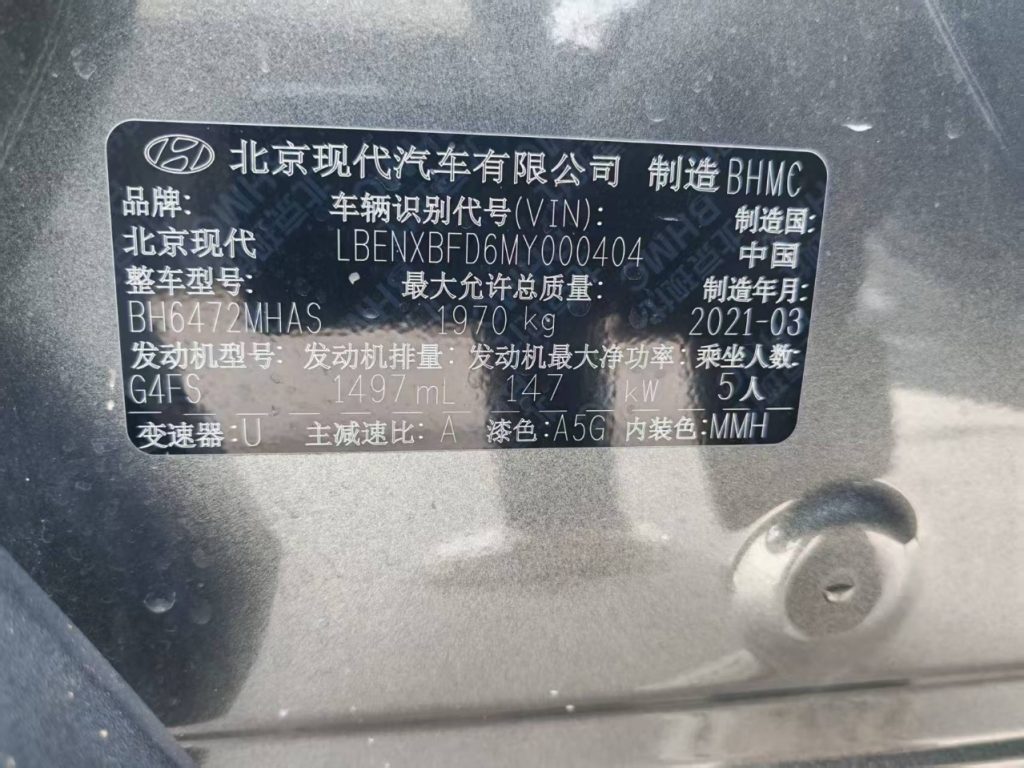 北京现代汽车有限公司 制造 BHMC
品牌: 车辆识别代号(VIN): 制造国:
北京现代 LBENXBFD6MY000404 中国
整车型号: 最大允许总质量: 制造年月:
BH6472MHAS 1970 kg 2021-03
发动机型号: 发动机排量: 发动机最大净功率: 乘坐人数:
G4FS 1497 mL 147 kW 5人
变速器:U 主减速比: A 漆色:A5G 内装色:MMH